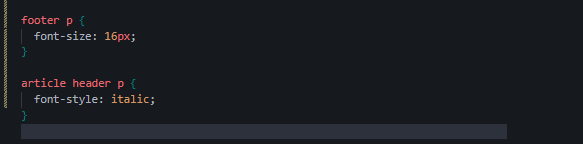 footer p {
font-size: 16px;
}
article header p {
font-style: italic;
}